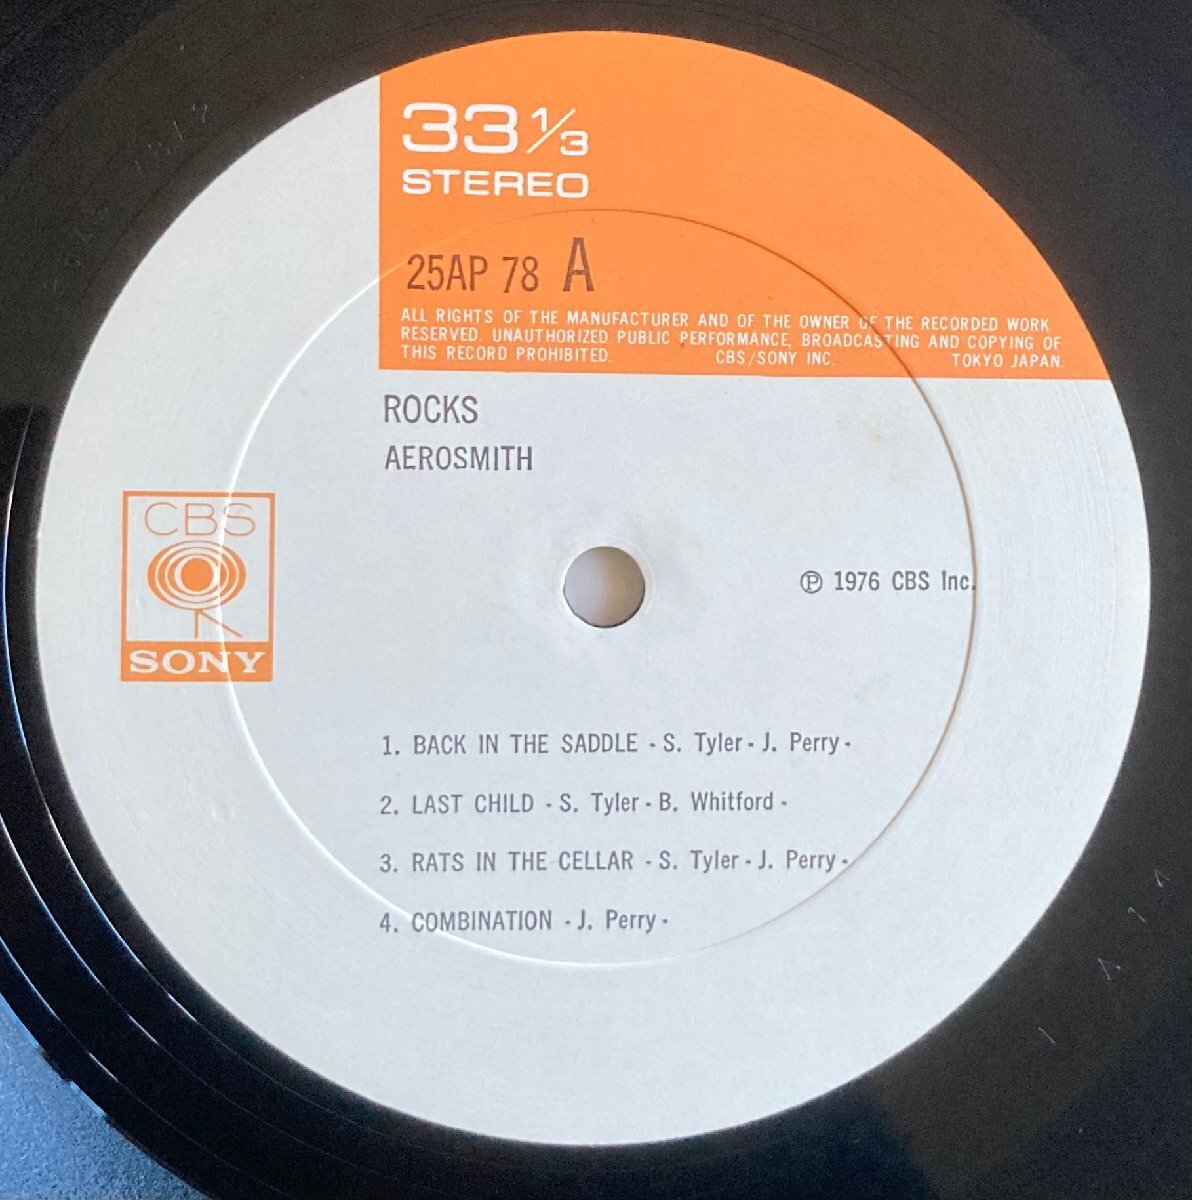 33 1/3
STEREO
25AP 78 A
ALL RIGHTS OF THE MANUFACTURER AND OF THE OWNER OF THE RECORDED WORK
RESERVED. UNAUTHORIZED PUBLIC PERFORMANCE, BROADCASTING AND COPYING OF
THIS RECORD PROHIBITED. CBS/SONY INC. TOKYO JAPAN.
ROCKS
AEROSMITH
CBS
SONY
Ⓟ 1976 CBS Inc.
1. BACK IN THE SADDLE - S. Tyler - J. Perry -
2. LAST CHILD - S. Tyler - B. Whitford -
3. RATS IN THE CELLAR - S. Tyler - J. Perry -
4. COMBINATION - J. Perry -